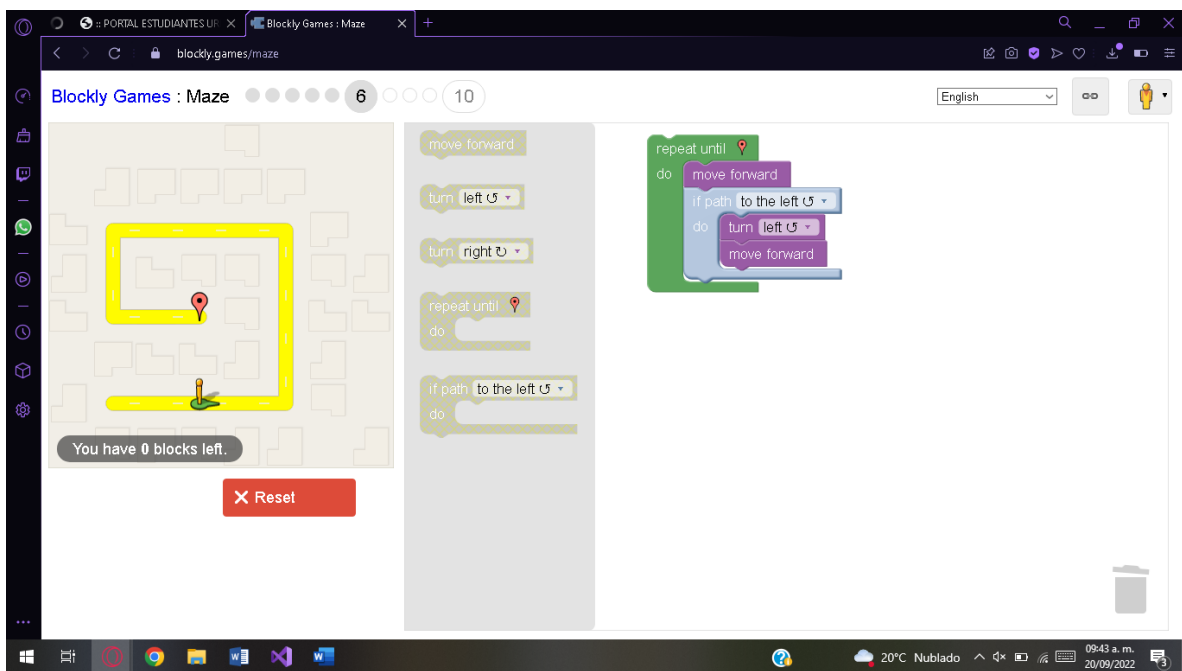 :: PORTAL ESTUDIANTES UR
Blockly Games : Maze
blockly.games/maze
Blockly Games : Maze 6 10
English
move forward
turn left ↺
turn right ↻
repeat until
do
if path to the left ↺
do
You have 0 blocks left.
Reset
repeat until
do move forward
if path to the left ↺
do turn left ↺
move forward
20°C Nublado
09:43 a. m.
20/09/2022
3